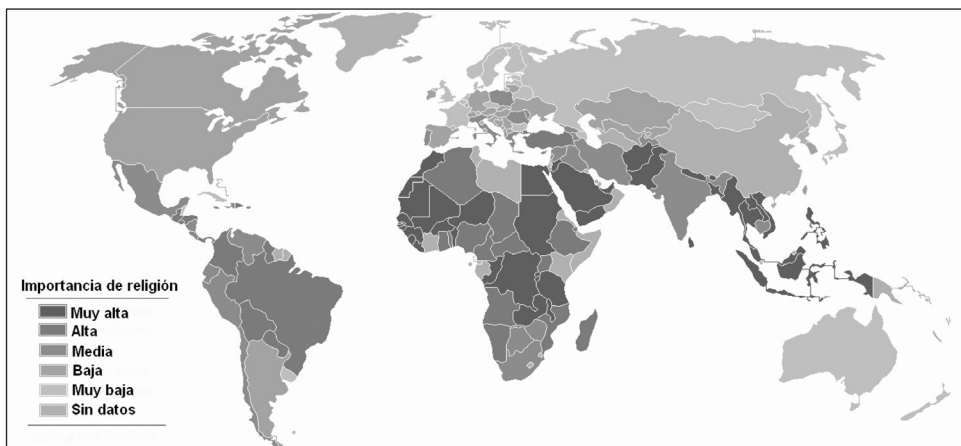 Importancia de religión
Muy alta
Alta
Media
Baja
Muy baja
Sin datos